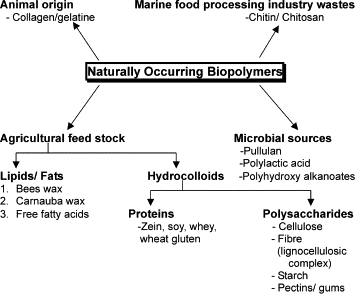 Animal origin
- Collagen/gelatine
Marine food processing industry wastes
-Chitin/ Chitosan
Naturally Occurring Biopolymers
Agricultural feed stock
Microbial sources
-Pullulan
-Polylactic acid
-Polyhydroxy alkanoates
Lipids/ Fats
1. Bees wax
2. Carnauba wax
3. Free fatty acids
Hydrocolloids
Proteins
-Zein, soy, whey,
wheat gluten
Polysaccharides
- Cellulose
- Fibre
(lignocellulosic
complex)
- Starch
- Pectins/ gums